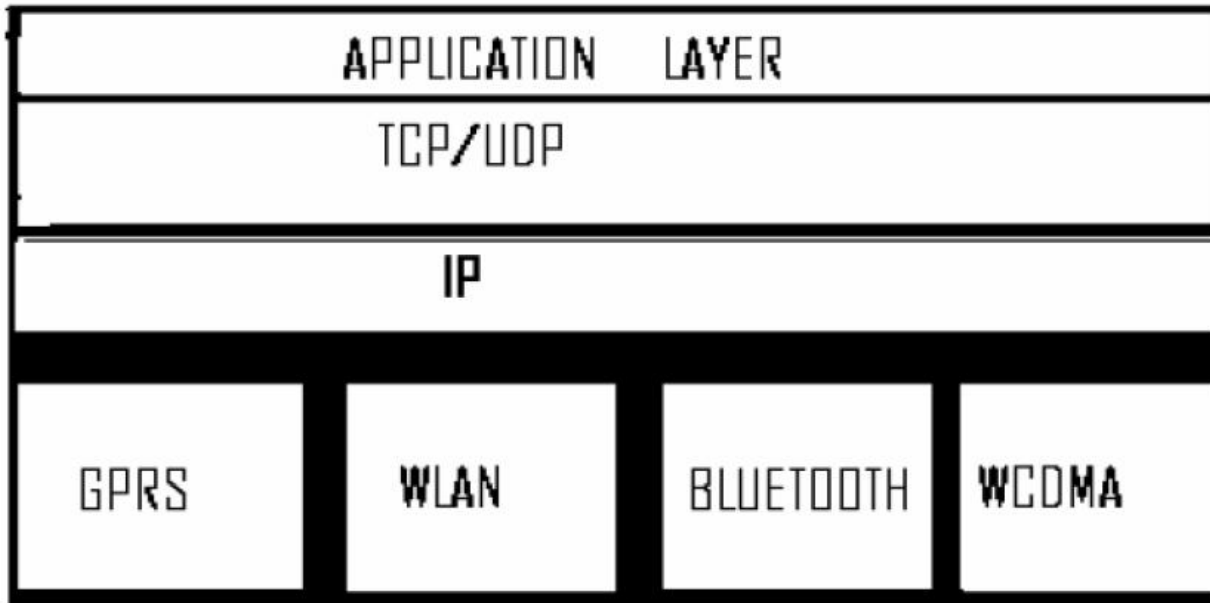 APPLICATION LAYER
TCP/UDP
IP
GPRS
WLAN
BLUETOOTH
WCDMA